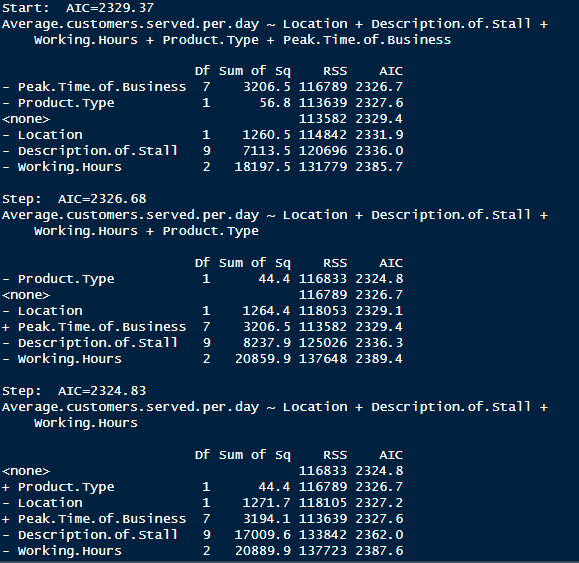 Start:  AIC=2329.37
Average.customers.served.per.day ~ Location + Description.of.Stall +
    Working.Hours + Product.Type + Peak.Time.of.Business

                        Df Sum of Sq    RSS    AIC
- Peak.Time.of.Business  7    3206.5 116789 2326.7
- Product.Type           1      56.8 113639 2327.6
<none>                               113582 2329.4
- Location               1    1260.5 114842 2331.9
- Description.of.Stall   9    7113.5 120696 2336.0
- Working.Hours          2   18197.5 131779 2385.7

Step:  AIC=2326.68
Average.customers.served.per.day ~ Location + Description.of.Stall +
    Working.Hours + Product.Type

                        Df Sum of Sq    RSS    AIC
- Product.Type           1      44.4 116833 2324.8
<none>                               116789 2326.7
- Location               1    1264.4 118053 2329.1
+ Peak.Time.of.Business  7    3206.5 113582 2329.4
- Description.of.Stall   9    8237.9 125026 2336.3
- Working.Hours          2   20859.9 137648 2389.4

Step:  AIC=2324.83
Average.customers.served.per.day ~ Location + Description.of.Stall +
    Working.Hours

                        Df Sum of Sq    RSS    AIC
<none>                               116833 2324.8
+ Product.Type           1      44.4 116789 2326.7
- Location               1    1271.7 118105 2327.2
+ Peak.Time.of.Business  7    3194.1 113639 2327.6
- Description.of.Stall   9   17009.6 133842 2362.0
- Working.Hours          2   20889.9 137723 2387.6